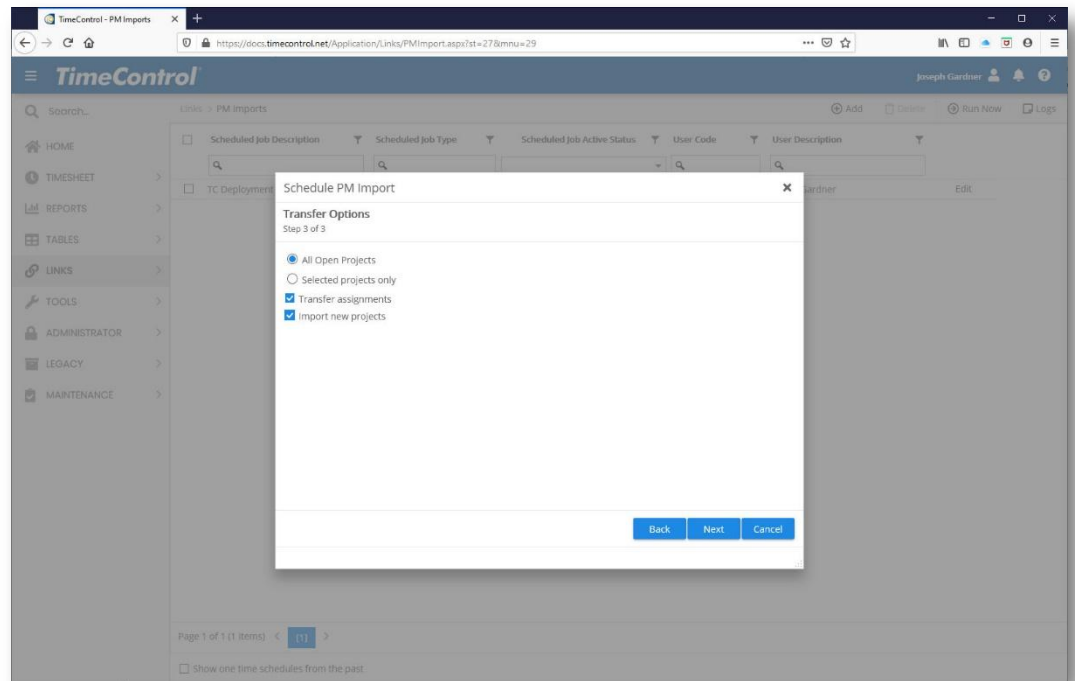 TimeControl - PM Imports
https://docs.timecontrol.net/Application/Links/PMImport.aspx?st=27&mnu=29
TimeControl
Joseph Gardner
Search...
Links > PM Imports
Add
Delete
Run Now
Logs
Scheduled Job Description
Scheduled Job Type
Scheduled Job Active Status
User Code
User Description
HOME
TIMESHEET
REPORTS
TABLES
LINKS
TOOLS
ADMINISTRATOR
LEGACY
MAINTENANCE
TC Deployment
Gardner
Edit
Schedule PM Import
Transfer Options
Step 3 of 3
All Open Projects
Selected projects only
Transfer assignments
Import new projects
Back
Next
Cancel
Page 1 of 1 (1 items) < [1] >
Show one time schedules from the past